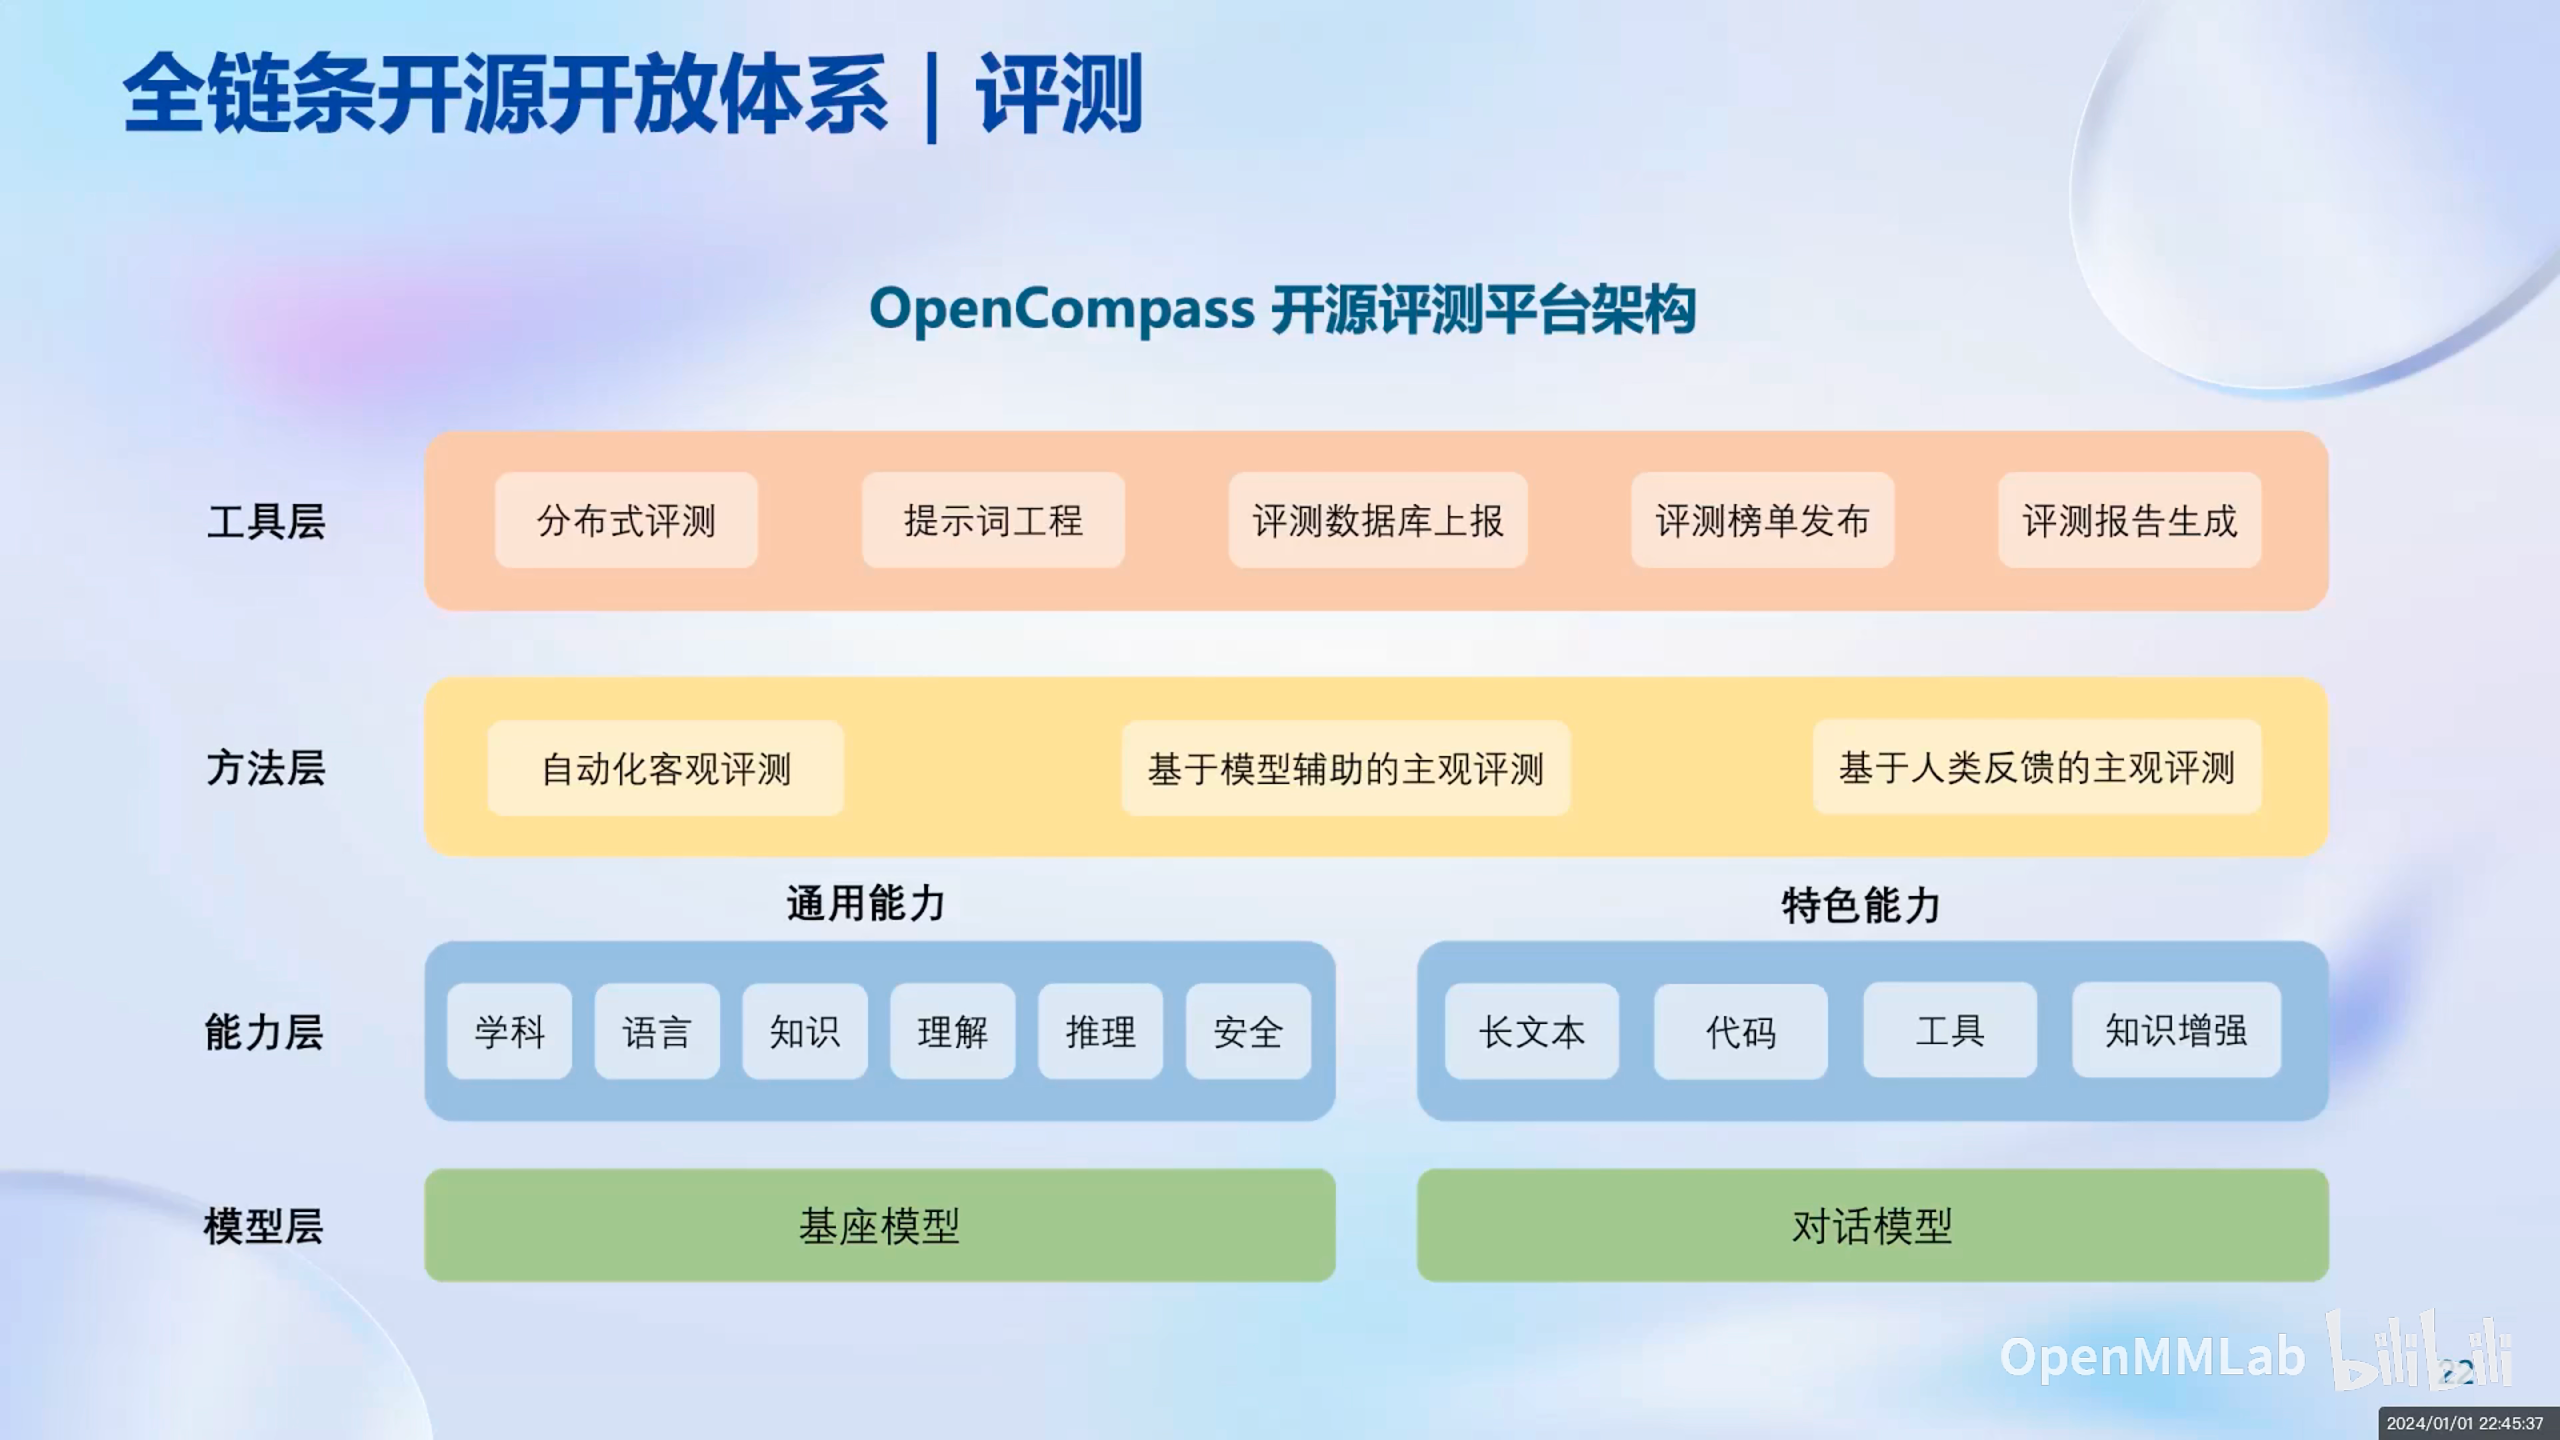 全链条开源开放体系｜评测
OpenCompass 开源评测平台架构
工具层
分布式评测
提示词工程
评测数据库上报
评测榜单发布
评测报告生成
方法层
自动化客观评测
基于模型辅助的主观评测
基于人类反馈的主观评测
通用能力
特色能力
能力层
学科
语言
知识
理解
推理
安全
长文本
代码
工具
知识增强
模型层
基座模型
对话模型
OpenMMLab bilibili
22
2024/01/01 22:45:37